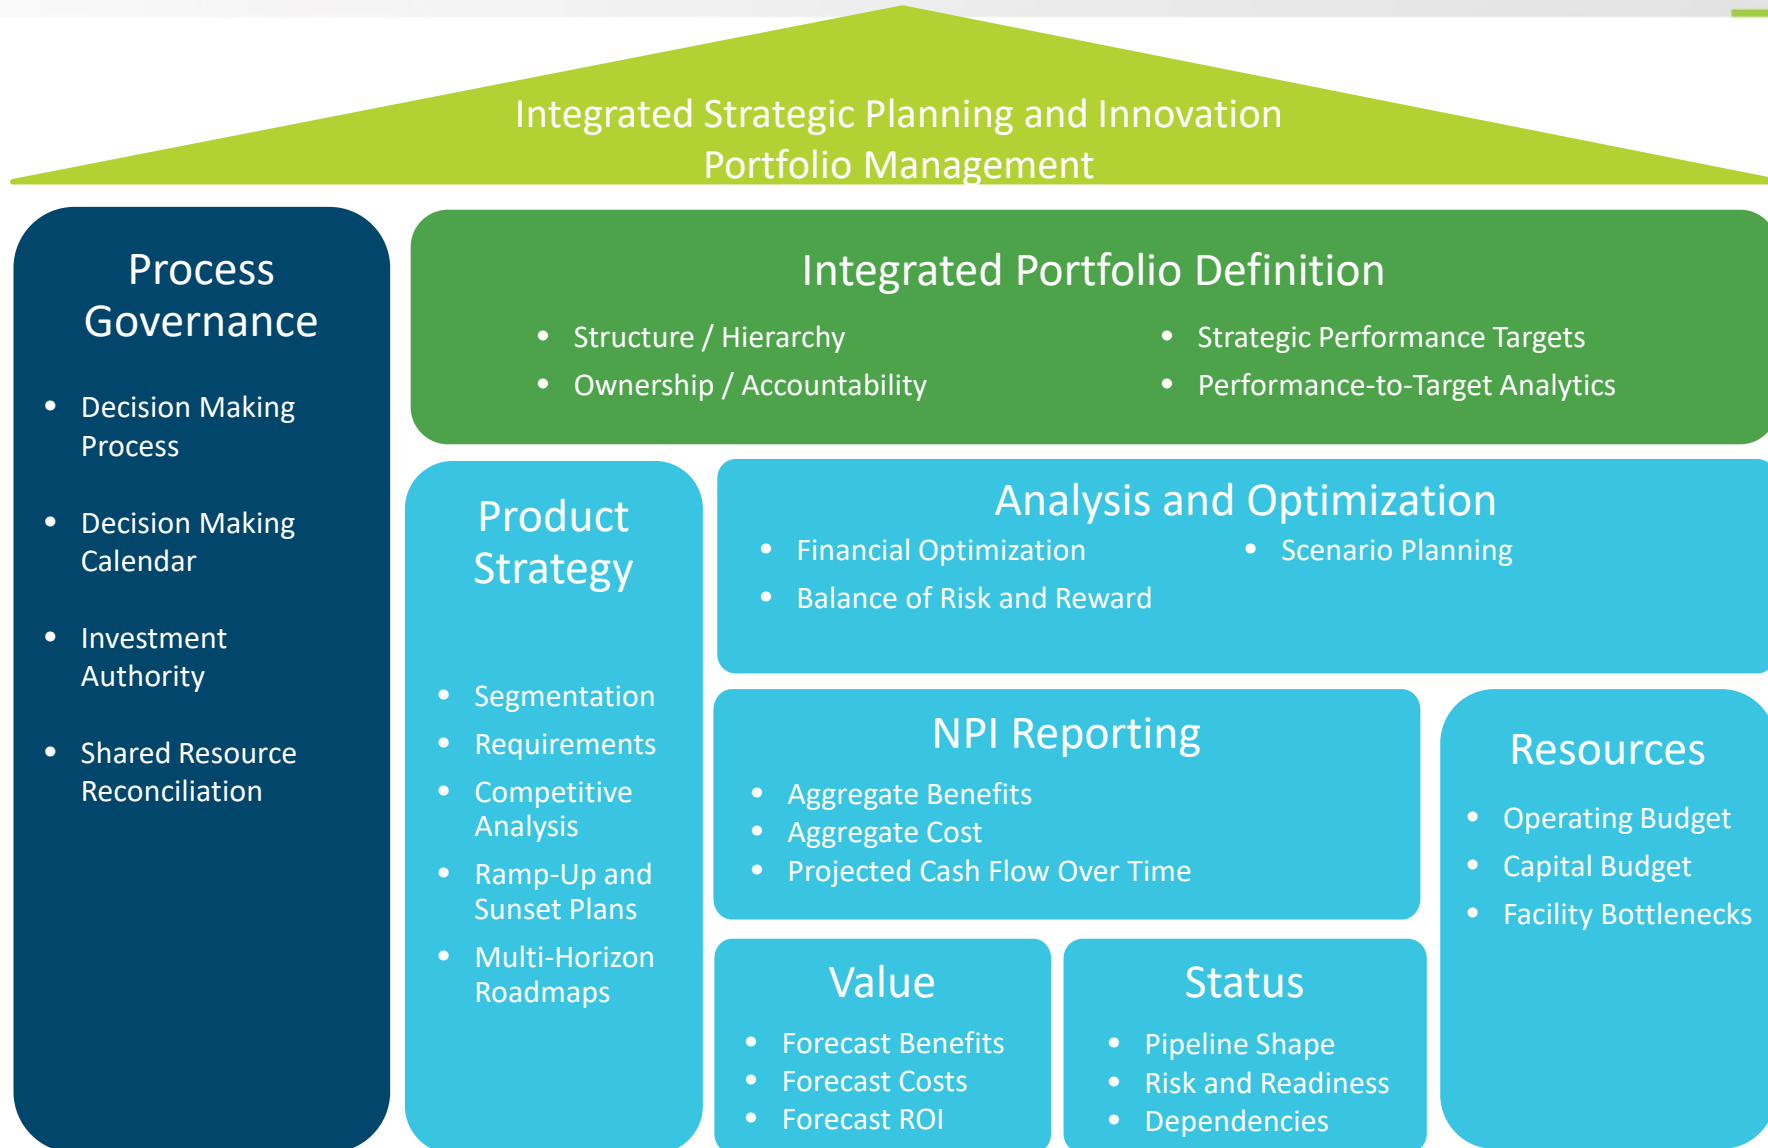 Integrated Strategic Planning and Innovation
Portfolio Management
Process
Governance
• Decision Making
Process
• Decision Making
Calendar
• Investment
Authority
• Shared Resource
Reconciliation
Integrated Portfolio Definition
• Structure / Hierarchy
• Ownership / Accountability
• Strategic Performance Targets
• Performance-to-Target Analytics
Product
Strategy
• Segmentation
• Requirements
• Competitive
Analysis
• Ramp-Up and
Sunset Plans
• Multi-Horizon
Roadmaps
Analysis and Optimization
• Financial Optimization
• Balance of Risk and Reward
• Scenario Planning
NPI Reporting
• Aggregate Benefits
• Aggregate Cost
• Projected Cash Flow Over Time
Resources
• Operating Budget
• Capital Budget
• Facility Bottlenecks
Value
• Forecast Benefits
• Forecast Costs
• Forecast ROI
Status
• Pipeline Shape
• Risk and Readiness
• Dependencies